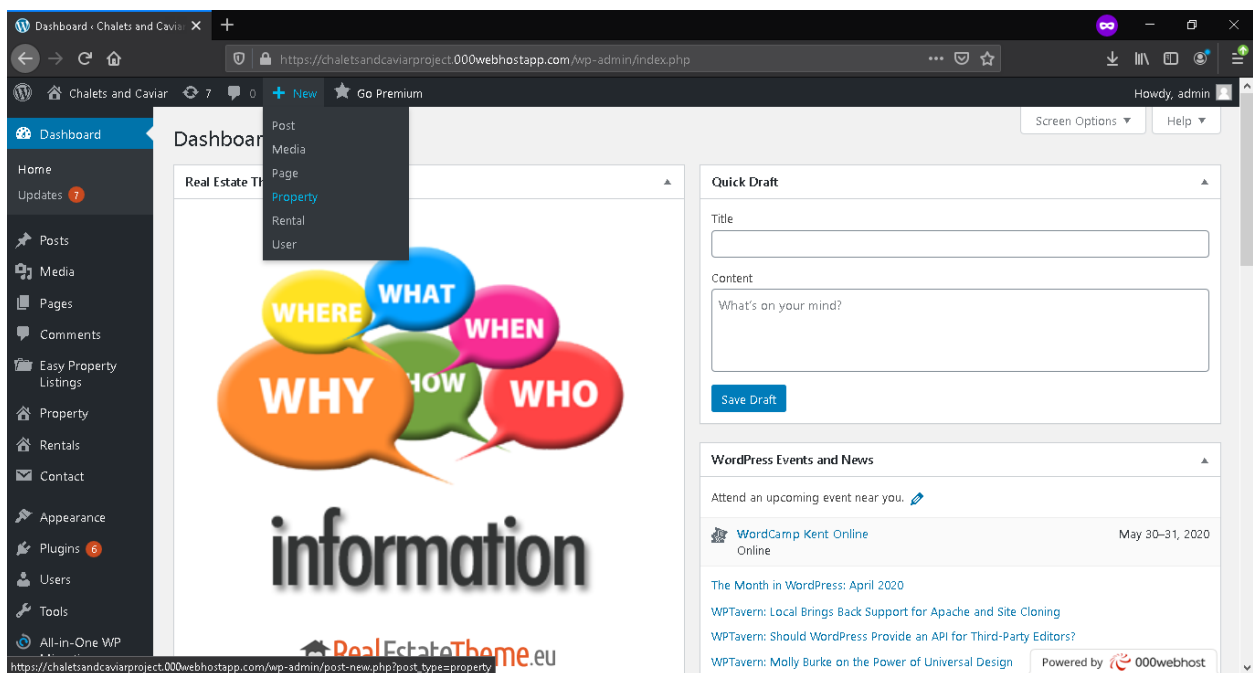 Dashboard ‹ Chalets and Cavia
https://chaletsandcaviarproject.000webhostapp.com/wp-admin/index.php
Chalets and Caviar 7 0 New Go Premium
Howdy, admin
Dashboard
Home
Updates 7
Posts
Media
Pages
Comments
Easy Property
Listings
Property
Rentals
Contact
Appearance
Plugins 6
Users
Tools
All-in-One WP
Post
Media
Page
Property
Rental
User
Screen Options
Help
Dashboar
Real Estate Th
WHERE
WHAT
WHEN
WHY
HOW
WHO
information
RealEstateTheme.eu
Quick Draft
Title
Content
What's on your mind?
Save Draft
WordPress Events and News
Attend an upcoming event near you.
WordCamp Kent Online
May 30–31, 2020
Online
The Month in WordPress: April 2020
WPTavern: Local Brings Back Support for Apache and Site Cloning
WPTavern: Should WordPress Provide an API for Third-Party Editors?
WPTavern: Molly Burke on the Power of Universal Design
Powered by 000webhost
https://chaletsandcaviarproject.000webhostapp.com/wp-admin/post-new.php?post_type=property